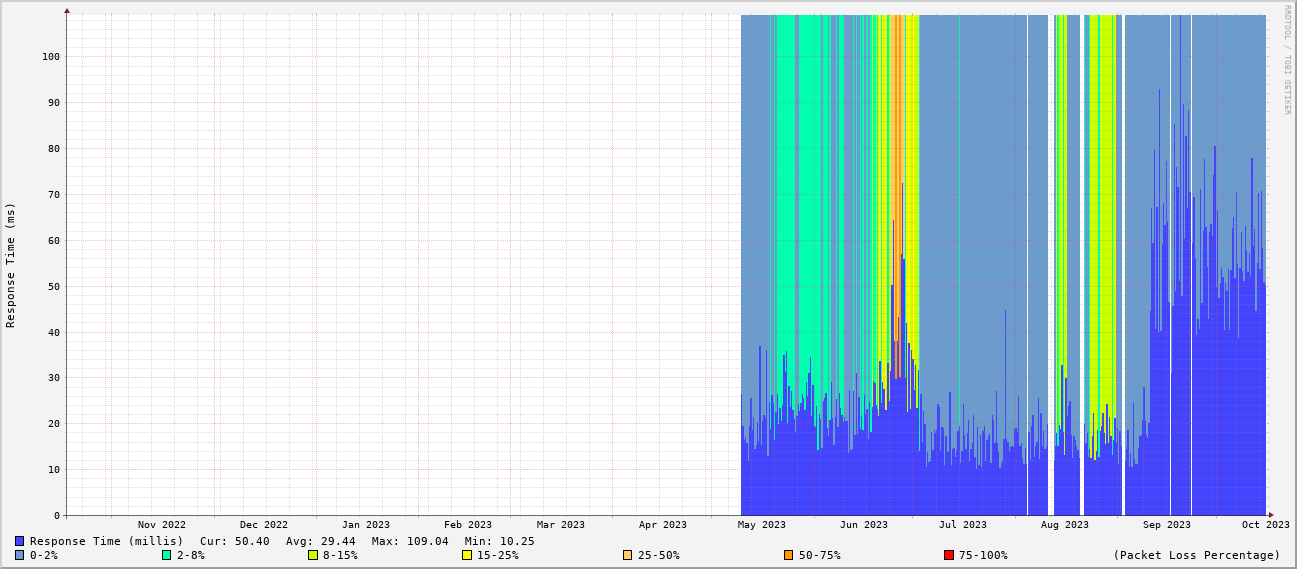 RRDTOOL / TOBI OETIKER
Response Time (ms)
100
90
80
70
60
50
40
30
20
10
0
Nov 2022 Dec 2022 Jan 2023 Feb 2023 Mar 2023 Apr 2023 May 2023 Jun 2023 Jul 2023 Aug 2023 Sep 2023 Oct 2023
Response Time (millis) Cur: 50.40 Avg: 29.44 Max: 109.04 Min: 10.25
0-2% 2-8% 8-15% 15-25% 25-50% 50-75% 75-100% (Packet Loss Percentage)